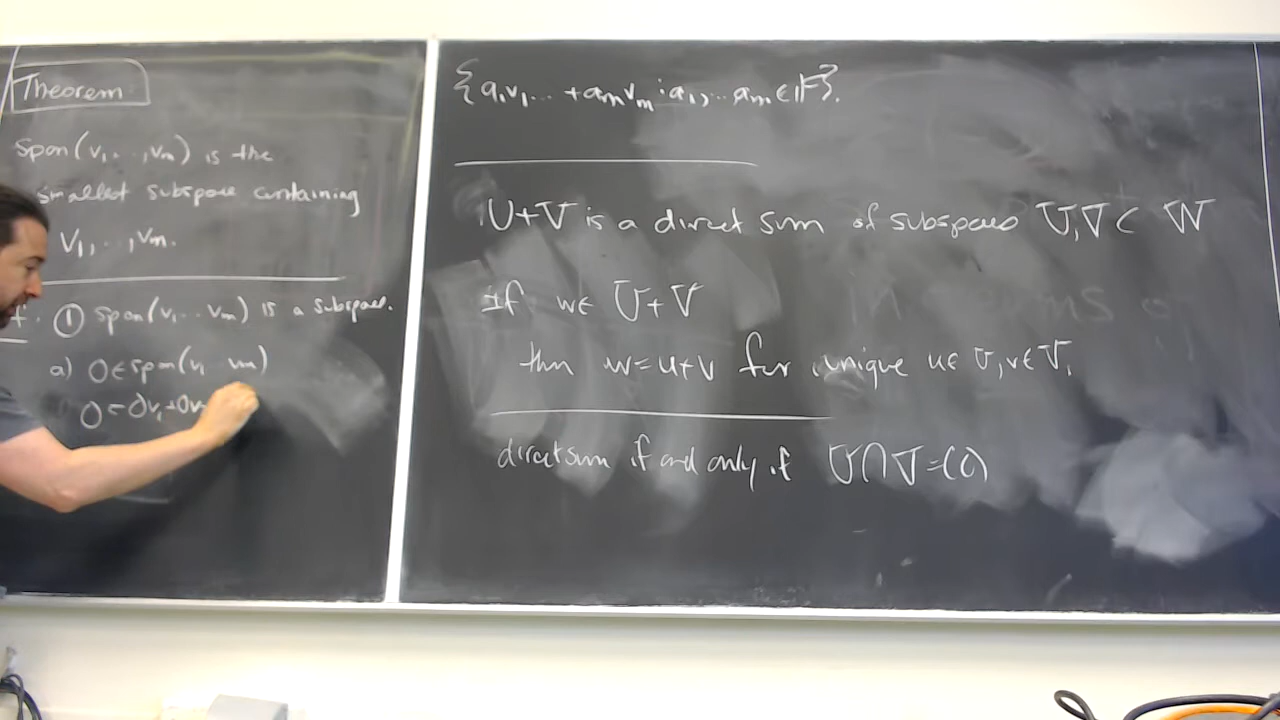 Theorem
span(v₁...,vₘ) is the
smallest subspace containing
v₁,...,vₘ.
① span(v₁...vₘ) is a subspace.
a) 0∈span(v₁...vₘ)
0=0v₁+0v
{a₁v₁...+aₘvₘ:a₁,...aₘ∈𝔽}.
U+V is a direct sum of subspaces U,V⊂W
if w∈U+V
then w=u+v for unique u∈U,v∈V.
direct sum if and only if U∩V=(0)